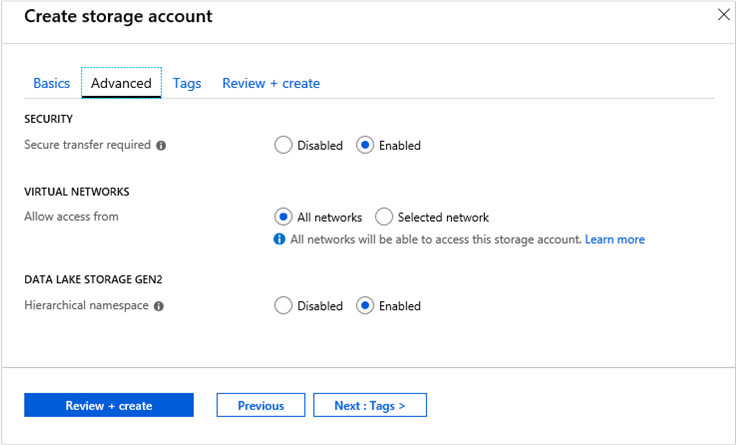 Create storage account
Basics Advanced Tags Review + create
SECURITY
Secure transfer required Disabled Enabled
VIRTUAL NETWORKS
Allow access from All networks Selected network
All networks will be able to access this storage account. Learn more
DATA LAKE STORAGE GEN2
Hierarchical namespace Disabled Enabled
Review + create Previous Next : Tags >